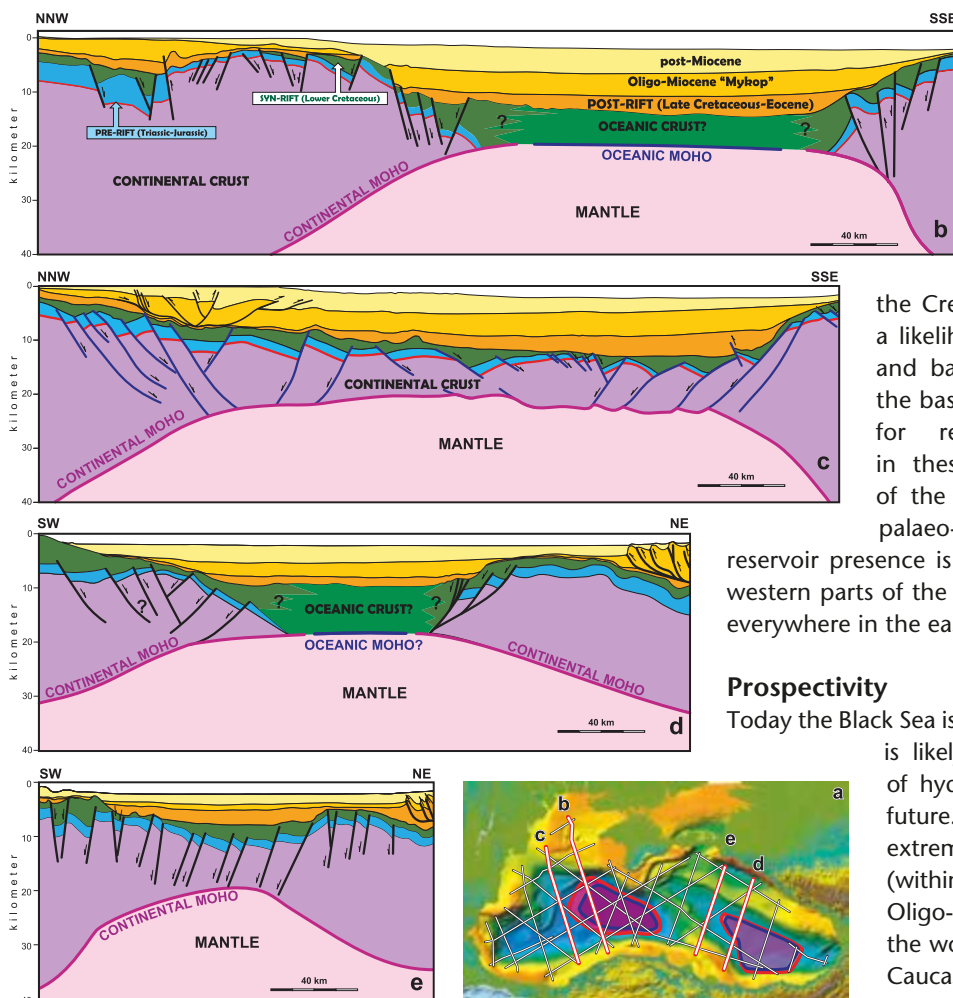 NNW
SSE
0
10
20
30
40
kilometer
post-Miocene
Oligo-Miocene "Mykop"
SYN-RIFT (Lower Cretaceous)
POST-RIFT (Late Cretaceous-Eocene)
PRE-RIFT (Triassic-Jurassic)
? OCEANIC CRUST? ?
OCEANIC MOHO
CONTINENTAL CRUST
CONTINENTAL MOHO
MANTLE
40 km
b
NNW
SSE
0
10
20
30
40
kilometer
CONTINENTAL CRUST
CONTINENTAL MOHO
MANTLE
40 km
c
the Cre
a likelih
and ba
the bas
for re
in thes
of the
palaeo-
reservoir presence is
western parts of the
everywhere in the ea
SW
NE
0
10
20
30
40
kilometer
?
? OCEANIC CRUST? ?
OCEANIC MOHO?
CONTINENTAL MOHO
CONTINENTAL MOHO
MANTLE
40 km
d
Prospectivity
Today the Black Sea is
is likel
of hyd
future.
extrem
(within
Oligo-
the wo
Cauca
SW
NE
0
10
20
30
kilometer
CONTINENTAL MOHO
MANTLE
40 km
e
a
b
c
e
d